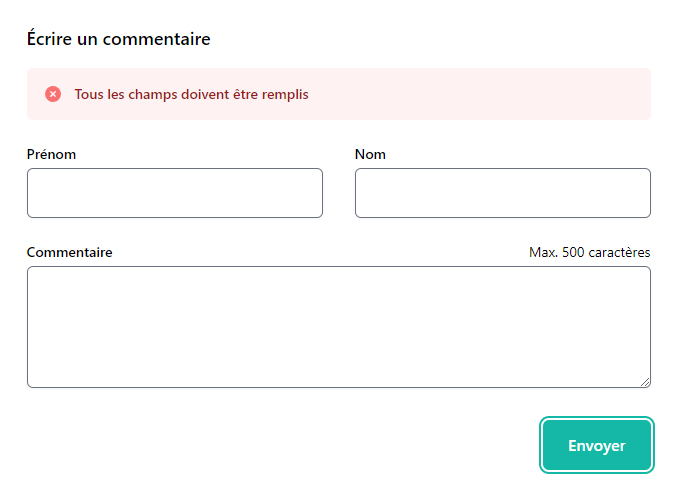 Écrire un commentaire
Tous les champs doivent être remplis
Prénom
Nom
Commentaire
Max. 500 caractères
Envoyer